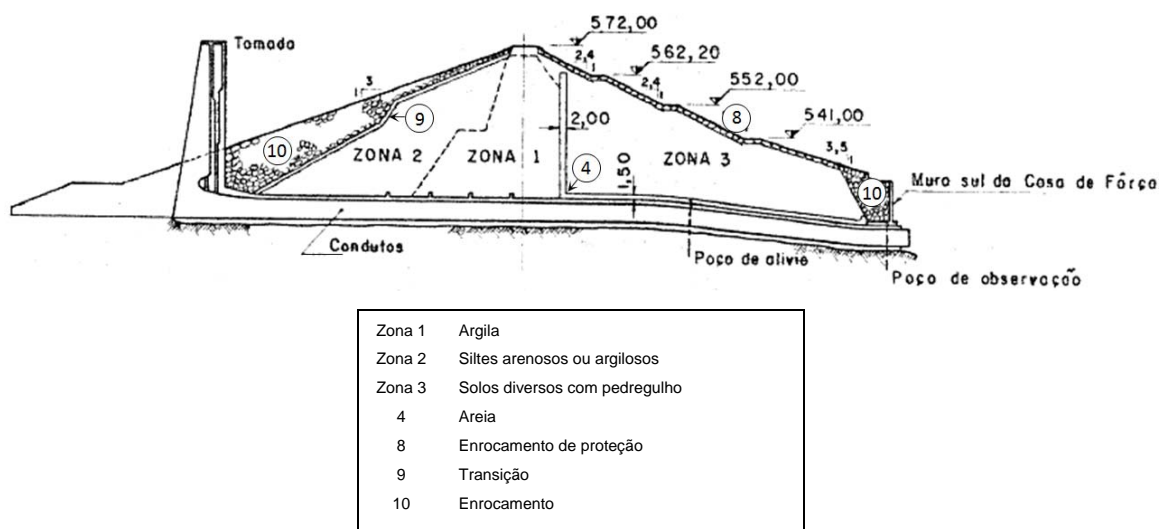 Tomada
572,00
2,4
1
562,20
2,4
1
552,00
3
1
9
8
541,00
2,00
10
ZONA 2
ZONA 1
4
ZONA 3
3,5
1
1,50
10
Muro sul da Casa de Fôrça
Condutos
Poço de alivio
Poço de observação
Zona 1 Argila
Zona 2 Siltes arenosos ou argilosos
Zona 3 Solos diversos com pedregulho
4 Areia
8 Enrocamento de proteção
9 Transição
10 Enrocamento